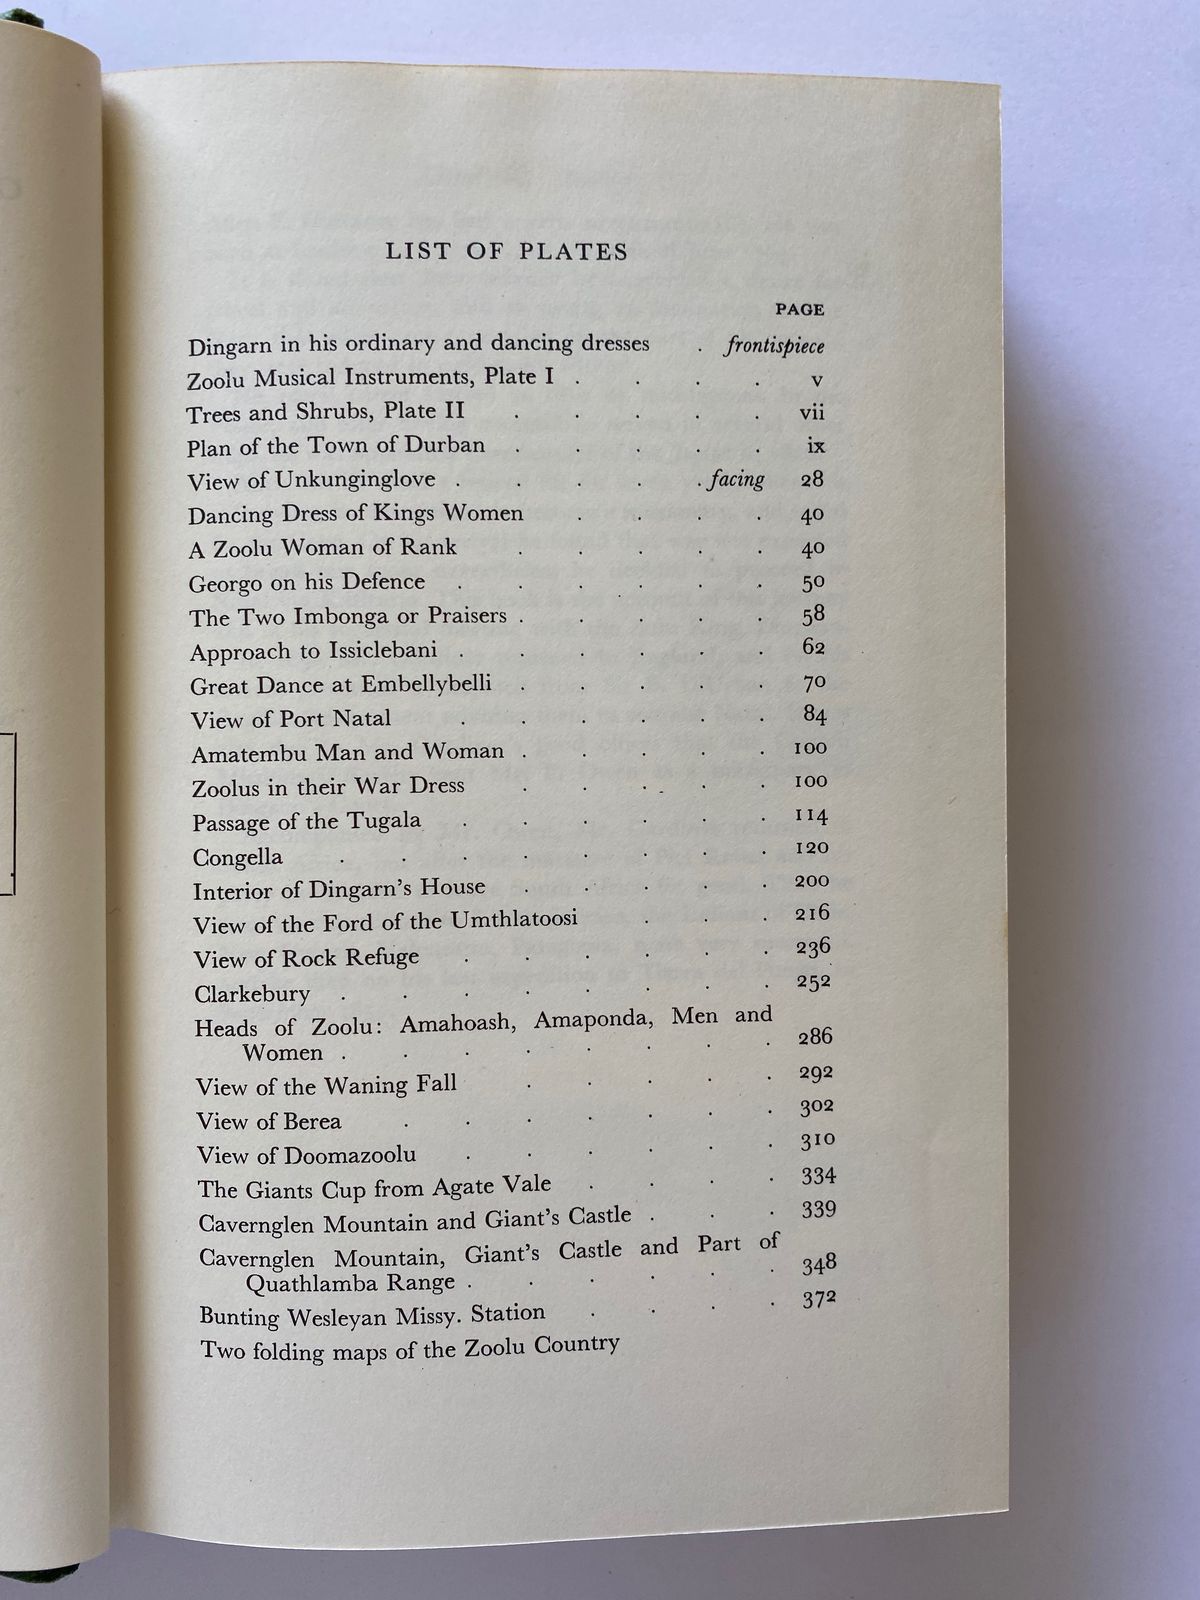 LIST OF PLATES
PAGE
Dingarn in his ordinary and dancing dresses . frontispiece
Zoolu Musical Instruments, Plate I . . . . v
Trees and Shrubs, Plate II . . . . . vii
Plan of the Town of Durban . . . . . ix
View of Unkunginglove . . . . . facing 28
Dancing Dress of Kings Women . . . . 40
A Zoolu Woman of Rank . . . . . 40
Georgo on his Defence . . . . . . 50
The Two Imbonga or Praisers . . . . . 58
Approach to Issiclebani . . . . . . 62
Great Dance at Embellybelli . . . . . 70
View of Port Natal . . . . . . 84
Amatembu Man and Woman . . . . . 100
Zoolus in their War Dress . . . . . 100
Passage of the Tugala . . . . . . 114
Congella . . . . . . . . 120
Interior of Dingarn's House . . . . . 200
View of the Ford of the Umthlatoosi . . . 216
View of Rock Refuge . . . . . . 236
Clarkebury . . . . . . . . 252
Heads of Zoolu: Amahoash, Amaponda, Men and
Women . . . . . . . . 286
View of the Waning Fall . . . . . 292
View of Berea . . . . . . . 302
View of Doomazoolu . . . . . . 310
The Giants Cup from Agate Vale . . . . 334
Cavernglen Mountain and Giant's Castle . . . 339
Cavernglen Mountain, Giant's Castle and Part of
Quathlamba Range . . . . . . 348
Bunting Wesleyan Missy. Station . . . . 372
Two folding maps of the Zoolu Country